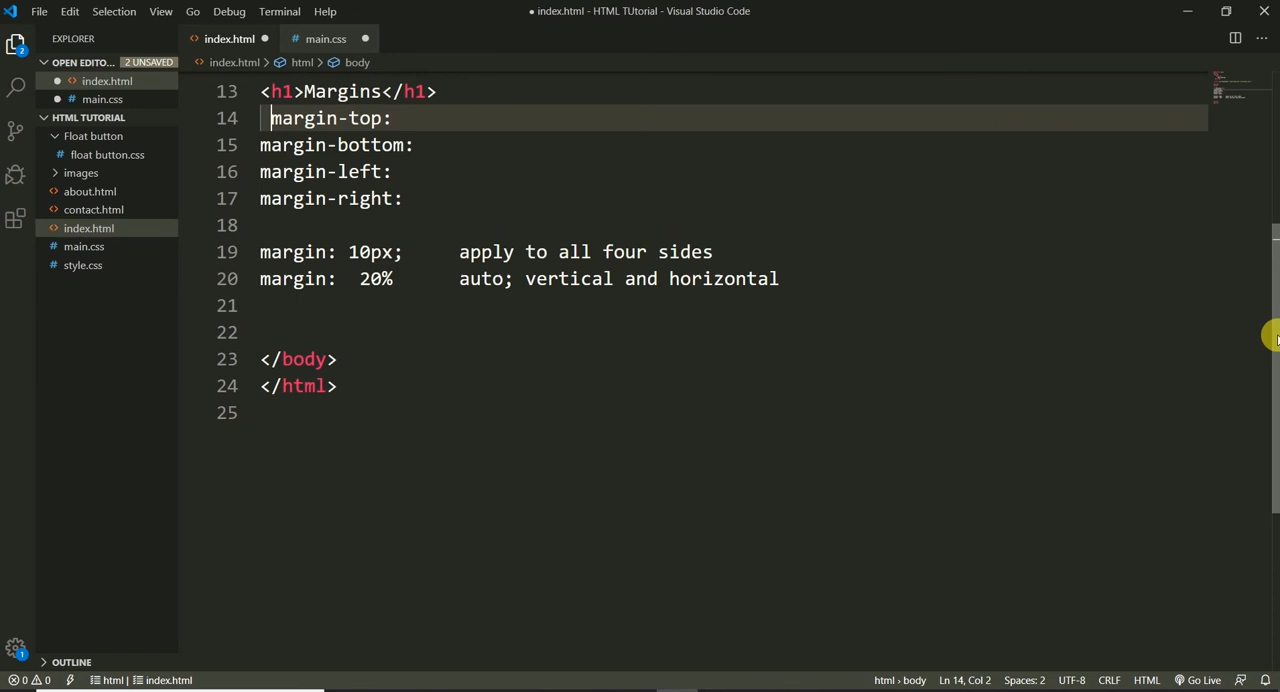 File Edit Selection View Go Debug Terminal Help
● index.html - HTML TUtorial - Visual Studio Code
EXPLORER
OPEN EDITO... 2 UNSAVED
index.html
main.css
HTML TUTORIAL
Float button
# float button.css
images
<> about.html
<> contact.html
<> index.html
# main.css
# style.css
OUTLINE
2
1
<> index.html ●
# main.css ●
<> index.html > html > body
13 <h1>Margins</h1>
14 margin-top:
15 margin-bottom:
16 margin-left:
17 margin-right:
18
19 margin: 10px; apply to all four sides
20 margin: 20% auto; vertical and horizontal
21
22
23 </body>
24 </html>
25
0 0 html | index.html html > body Ln 14, Col 2 Spaces: 2 UTF-8 CRLF HTML Go Live